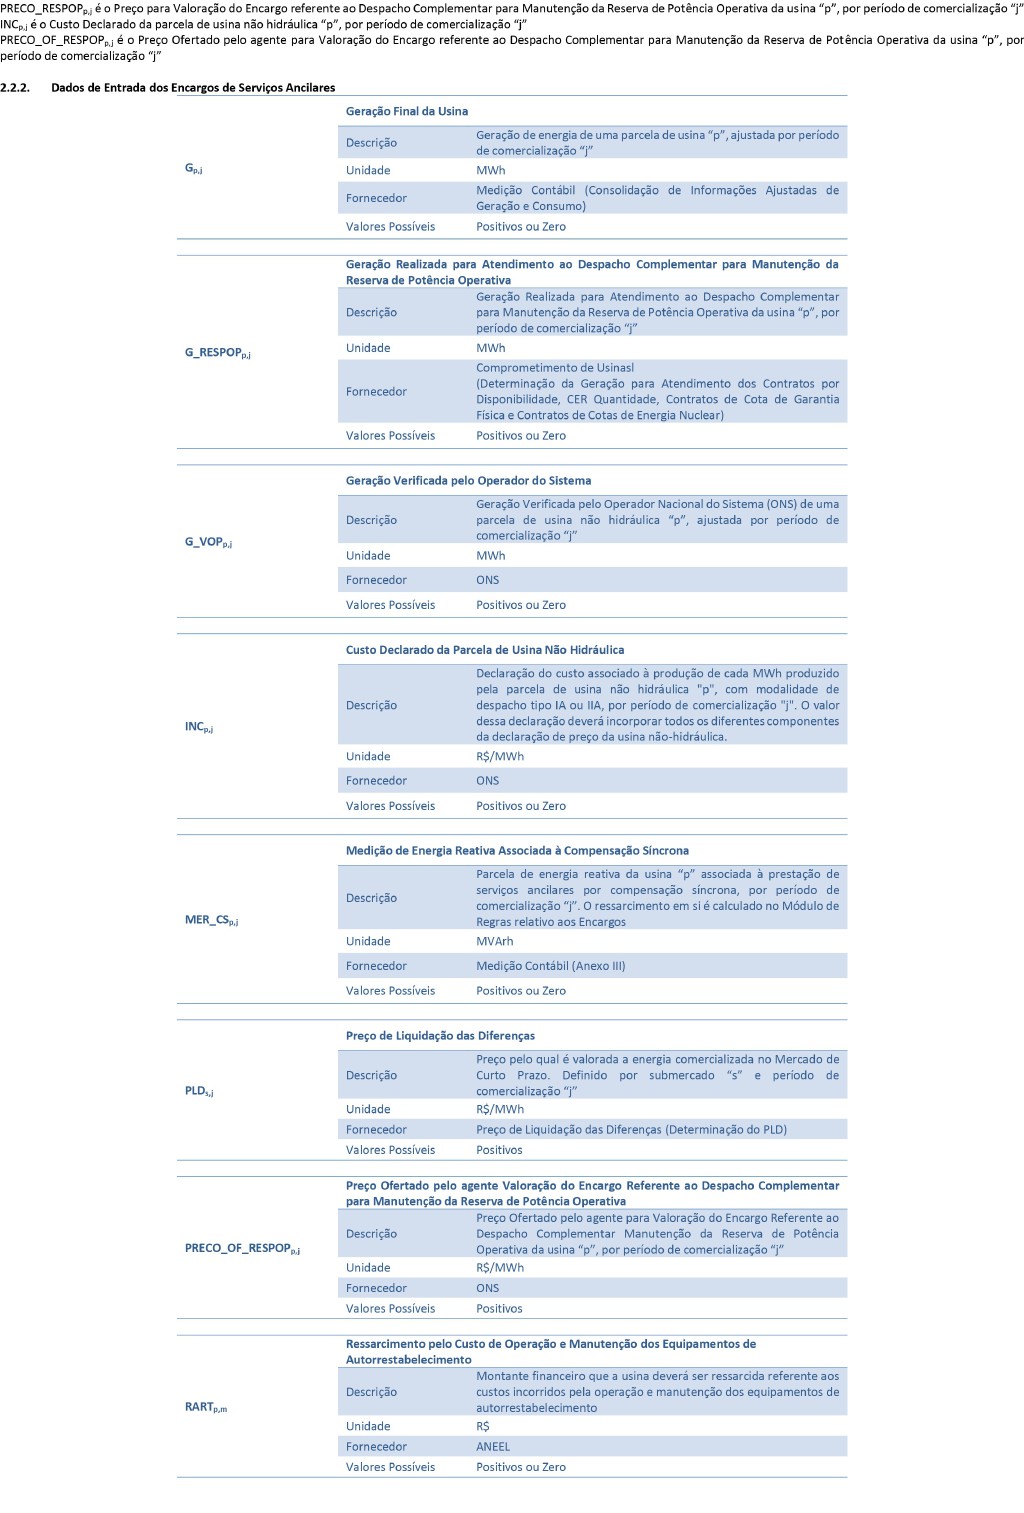 PRECO_RESPOPp,j é o Preço para Valoração do Encargo referente ao Despacho Complementar para Manutenção da Reserva de Potência Operativa da usina “p”, por período de comercialização “j”
INCp,j é o Custo Declarado da parcela de usina não hidráulica “p”, por período de comercialização “j”
PRECO_OF_RESPOPp,j é o Preço Ofertado pelo agente para Valoração do Encargo referente ao Despacho Complementar para Manutenção da Reserva de Potência Operativa da usina “p”, por
período de comercialização “j”
2.2.2. Dados de Entrada dos Encargos de Serviços Ancilares
Gp,j
Geração Final da Usina
Descrição
Geração de energia de uma parcela de usina “p”, ajustada por período
de comercialização “j”
Unidade
MWh
Fornecedor
Medição Contábil (Consolidação de Informações Ajustadas de
Geração e Consumo)
Valores Possíveis
Positivos ou Zero
G_RESPOPp,j
Geração Realizada para Atendimento ao Despacho Complementar para Manutenção da
Reserva de Potência Operativa
Descrição
Geração Realizada para Atendimento ao Despacho Complementar
para Manutenção da Reserva de Potência Operativa da usina “p”, por
período de comercialização “j”
Unidade
MWh
Fornecedor
Comprometimento de Usinasl
(Determinação da Geração para Atendimento dos Contratos por
Disponibilidade, CER Quantidade, Contratos de Cota de Garantia
Física e Contratos de Cotas de Energia Nuclear)
Valores Possíveis
Positivos ou Zero
G_VOPp,j
Geração Verificada pelo Operador do Sistema
Descrição
Geração Verificada pelo Operador Nacional do Sistema (ONS) de uma
parcela de usina não hidráulica “p”, ajustada por período de
comercialização “j”
Unidade
MWh
Fornecedor
ONS
Valores Possíveis
Positivos ou Zero
INCp,j
Custo Declarado da Parcela de Usina Não Hidráulica
Descrição
Declaração do custo associado à produção de cada MWh produzido
pela parcela de usina não hidráulica "p", com modalidade de
despacho tipo IA ou IIA, por período de comercialização "j". O valor
dessa declaração deverá incorporar todos os diferentes componentes
da declaração de preço da usina não-hidráulica.
Unidade
R$/MWh
Fornecedor
ONS
Valores Possíveis
Positivos ou Zero
MER_CSp,j
Medição de Energia Reativa Associada à Compensação Síncrona
Descrição
Parcela de energia reativa da usina “p” associada à prestação de
serviços ancilares por compensação síncrona, por período de
comercialização “j”. O ressarcimento em si é calculado no Módulo de
Regras relativo aos Encargos
Unidade
MVArh
Fornecedor
Medição Contábil (Anexo III)
Valores Possíveis
Positivos ou Zero
PLDs,j
Preço de Liquidação das Diferenças
Descrição
Preço pelo qual é valorada a energia comercializada no Mercado de
Curto Prazo. Definido por submercado “s” e período de
comercialização “j”
Unidade
R$/MWh
Fornecedor
Preço de Liquidação das Diferenças (Determinação do PLD)
Valores Possíveis
Positivos
PRECO_OF_RESPOPp,j
Preço Ofertado pelo agente Valoração do Encargo Referente ao Despacho Complementar
para Manutenção da Reserva de Potência Operativa
Descrição
Preço Ofertado pelo agente para Valoração do Encargo Referente ao
Despacho Complementar Manutenção da Reserva de Potência
Operativa da usina “p”, por período de comercialização “j”
Unidade
R$/MWh
Fornecedor
ONS
Valores Possíveis
Positivos
RARTp,m
Ressarcimento pelo Custo de Operação e Manutenção dos Equipamentos de
Autorrestabelecimento
Descrição
Montante financeiro que a usina deverá ser ressarcida referente aos
custos incorridos pela operação e manutenção dos equipamentos de
autorrestabelecimento
Unidade
R$
Fornecedor
ANEEL
Valores Possíveis
Positivos ou Zero